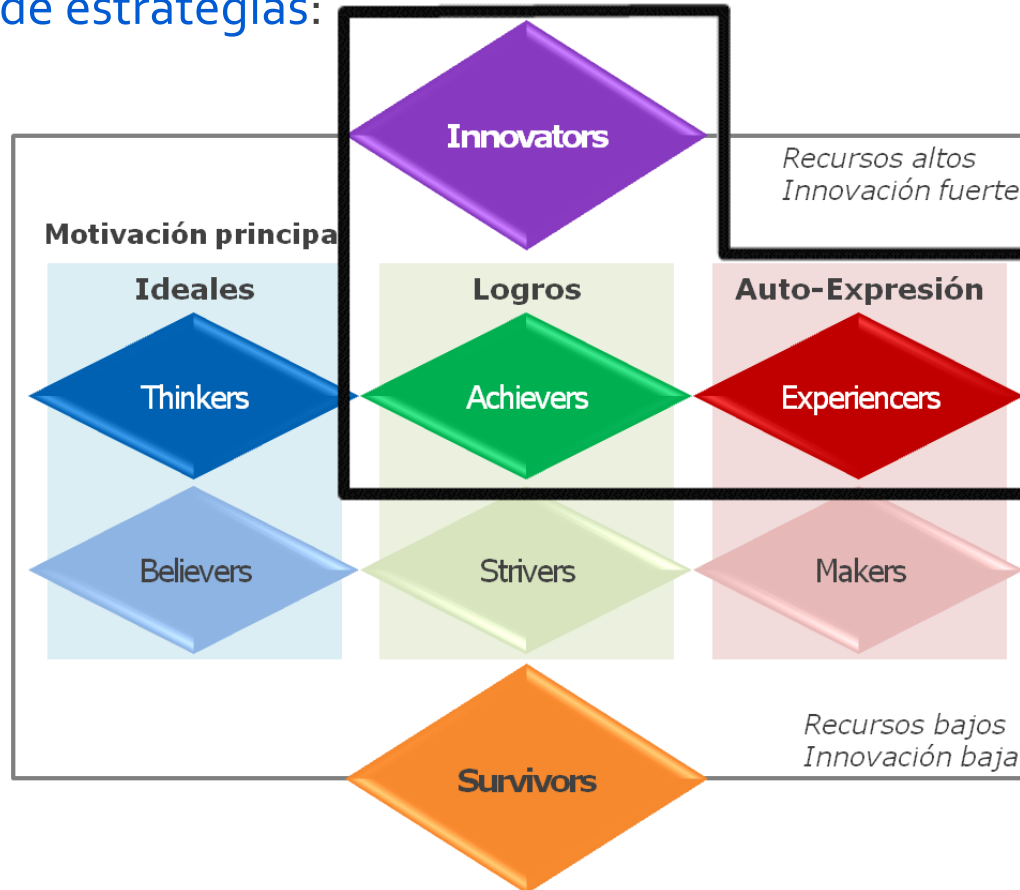 de estrategias:
Innovators
Recursos altos
Innovación fuerte
Motivación principa
Ideales
Logros
Auto-Expresión
Thinkers
Achievers
Experiencers
Believers
Strivers
Makers
Recursos bajos
Innovación baja
Survivors